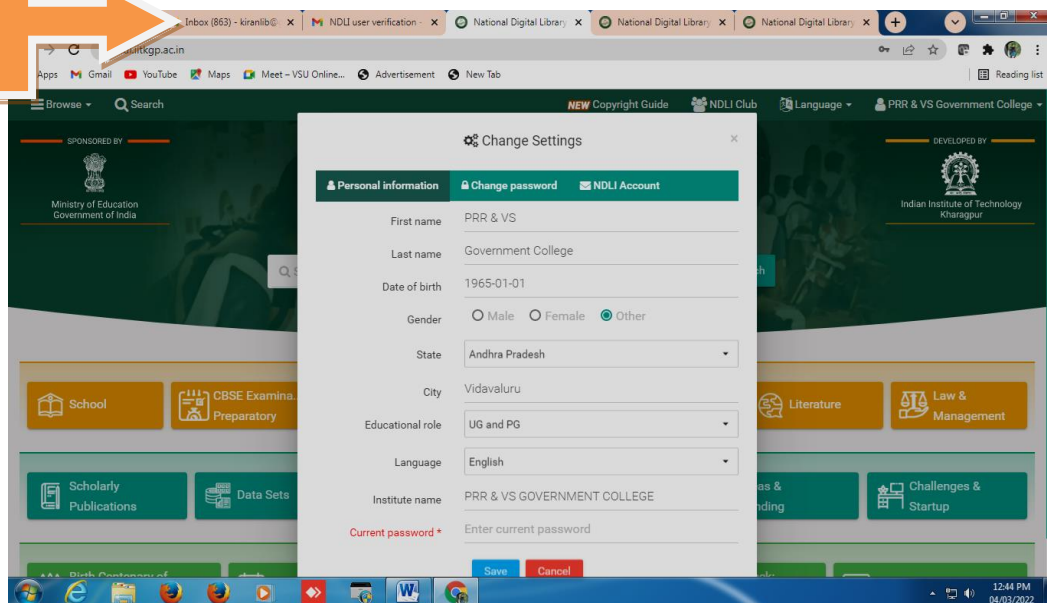 Inbox (863) - kiranlib@
NDLI user verification -
National Digital Library
National Digital Library
National Digital Library
itkgp.ac.in
Apps Gmail YouTube Maps Meet – VSU Online... Advertisement New Tab Reading list
Browse Search NEW Copyright Guide NDLI Club Language PRR & VS Government College
SPONSORED BY
Ministry of Education
Government of India
DEVELOPED BY
Indian Institute of Technology
Kharagpur
Change Settings
Personal information Change password NDLI Account
First name PRR & VS
Last name Government College
Date of birth 1965-01-01
Gender Male Female Other
State Andhra Pradesh
City Vidavaluru
Educational role UG and PG
Language English
Institute name PRR & VS GOVERNMENT COLLEGE
Current password * Enter current password
Save Cancel
School
CBSE Examina.
Preparatory
Literature
Law &
Management
Scholarly
Publications
Data Sets
Challenges &
Startup
Birth Centenary of
12:44 PM
04/03/2022